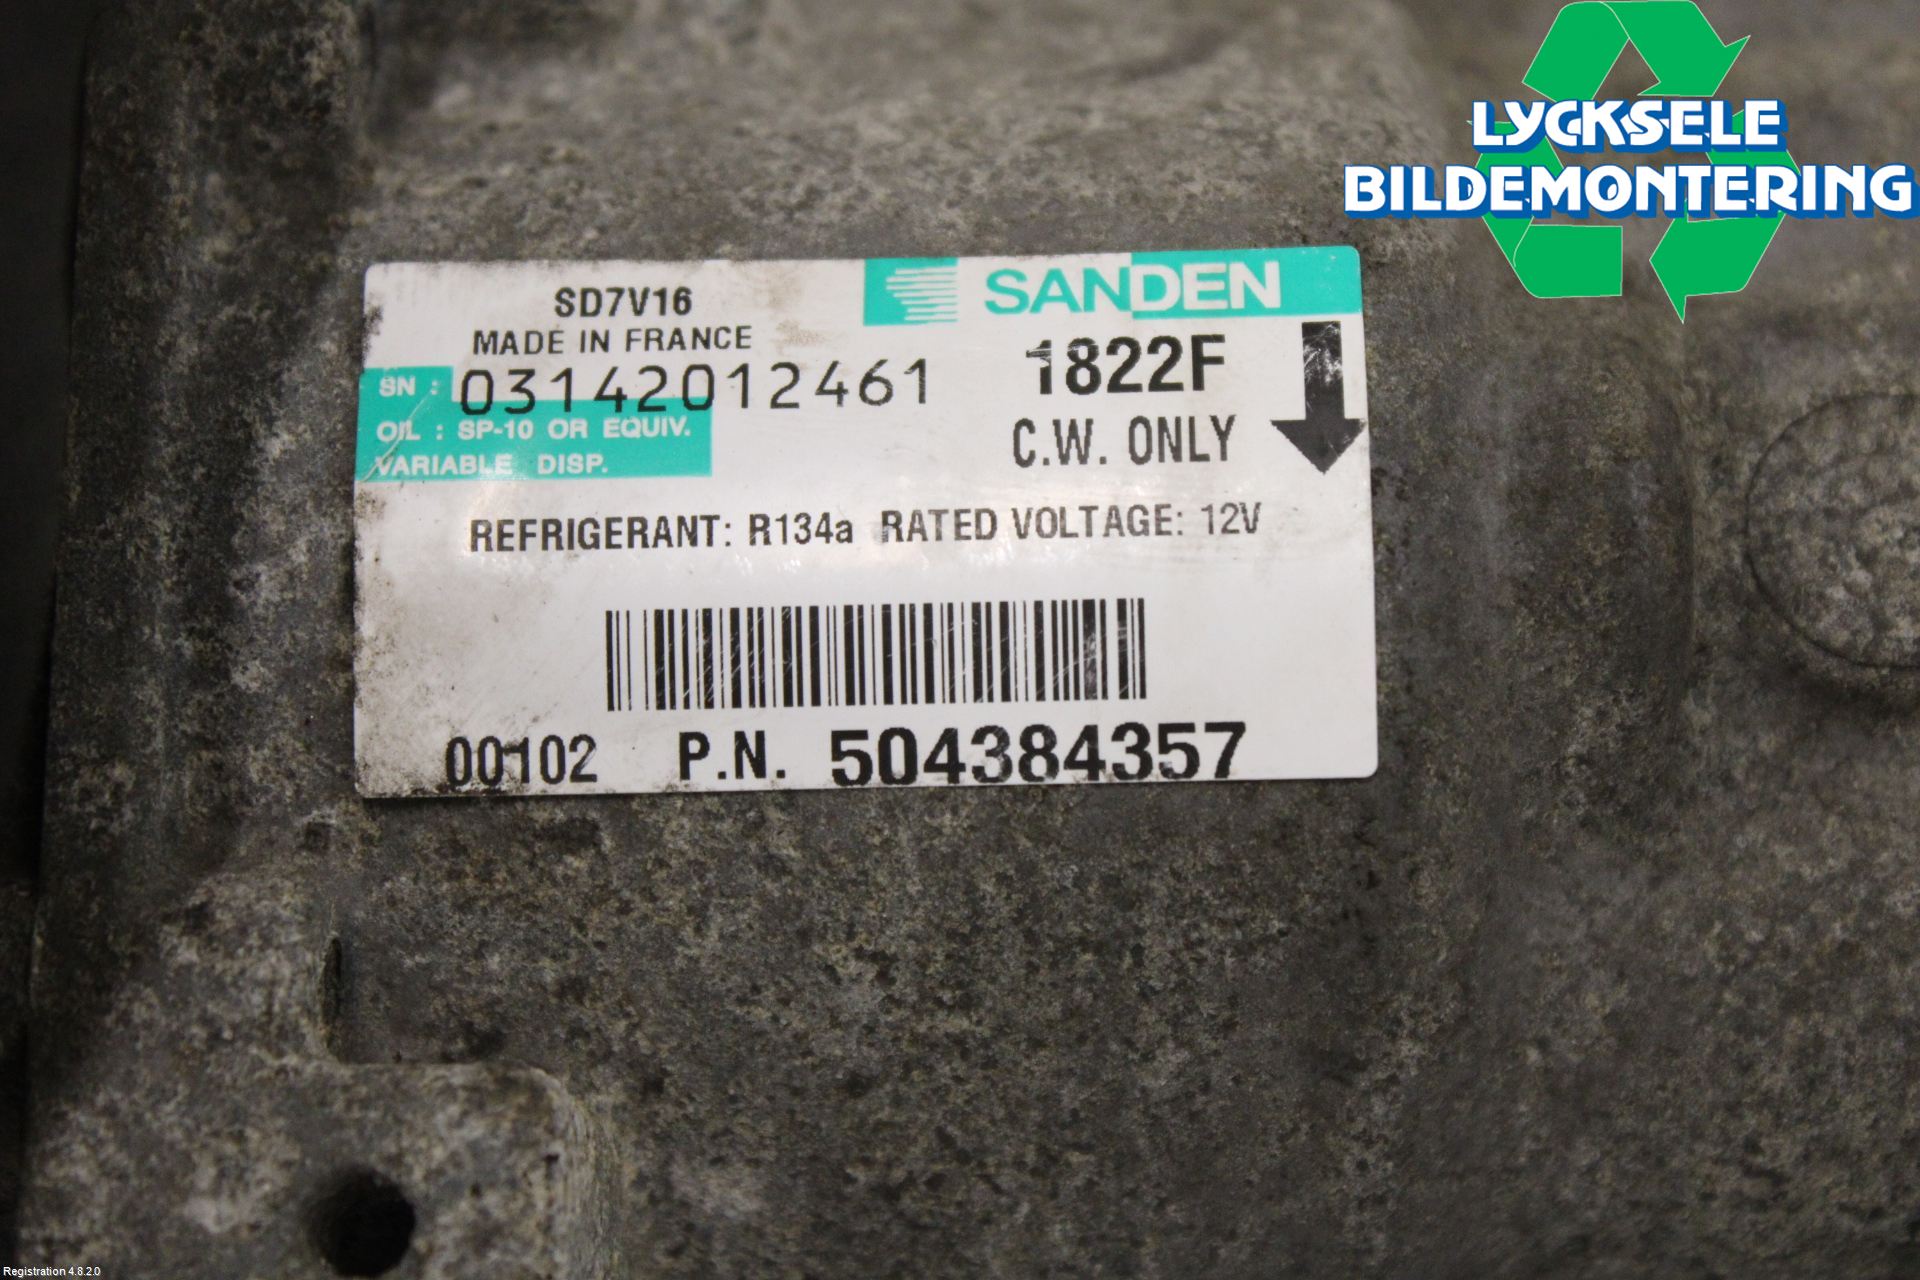 LYCKSELE
BILDEMONTERING
SD7V16
MADE IN FRANCE
SANDEN
SN : 03142012461
1822F
OIL : SP-10 OR EQUIV.
VARIABLE DISP.
C.W. ONLY
REFRIGERANT: R134a RATED VOLTAGE: 12V
00102 P.N. 504384357
Registration 4.8.2.0